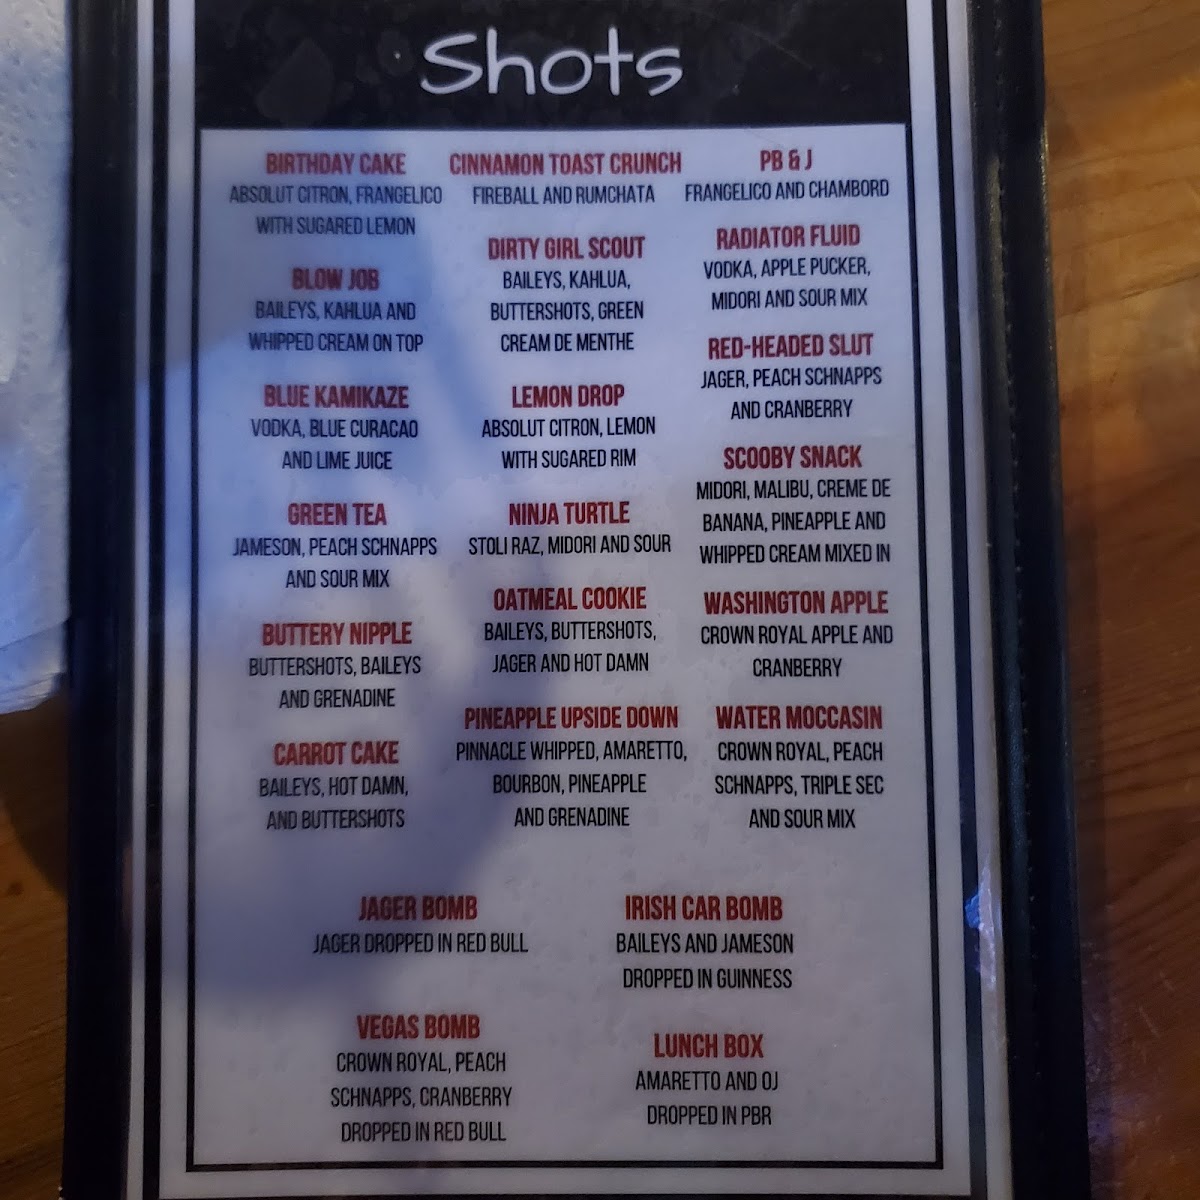 Shots
BIRTHDAY CAKE
ABSOLUT CITRON, FRANGELICO
WITH SUGARED LEMON
BLOW JOB
BAILEYS, KAHLUA AND
WHIPPED CREAM ON TOP
BLUE KAMIKAZE
VODKA, BLUE CURACAO
AND LIME JUICE
GREEN TEA
JAMESON, PEACH SCHNAPPS
AND SOUR MIX
BUTTERY NIPPLE
BUTTERSHOTS, BAILEYS
AND GRENADINE
CARROT CAKE
BAILEYS, HOT DAMN,
AND BUTTERSHOTS
CINNAMON TOAST CRUNCH
FIREBALL AND RUMCHATA
DIRTY GIRL SCOUT
BAILEYS, KAHLUA,
BUTTERSHOTS, GREEN
CREAM DE MENTHE
LEMON DROP
ABSOLUT CITRON, LEMON
WITH SUGARED RIM
NINJA TURTLE
STOLI RAZ, MIDORI AND SOUR
OATMEAL COOKIE
BAILEYS, BUTTERSHOTS,
JAGER AND HOT DAMN
PINEAPPLE UPSIDE DOWN
PINNACLE WHIPPED, AMARETTO,
BOURBON, PINEAPPLE
AND GRENADINE
PB & J
FRANGELICO AND CHAMBORD
RADIATOR FLUID
VODKA, APPLE PUCKER,
MIDORI AND SOUR MIX
RED-HEADED SLUT
JAGER, PEACH SCHNAPPS
AND CRANBERRY
SCOOBY SNACK
MIDORI, MALIBU, CREME DE
BANANA, PINEAPPLE AND
WHIPPED CREAM MIXED IN
WASHINGTON APPLE
CROWN ROYAL APPLE AND
CRANBERRY
WATER MOCCASIN
CROWN ROYAL, PEACH
SCHNAPPS, TRIPLE SEC
AND SOUR MIX
JAGER BOMB
JAGER DROPPED IN RED BULL
IRISH CAR BOMB
BAILEYS AND JAMESON
DROPPED IN GUINNESS
VEGAS BOMB
CROWN ROYAL, PEACH
SCHNAPPS, CRANBERRY
DROPPED IN RED BULL
LUNCH BOX
AMARETTO AND OJ
DROPPED IN PBR